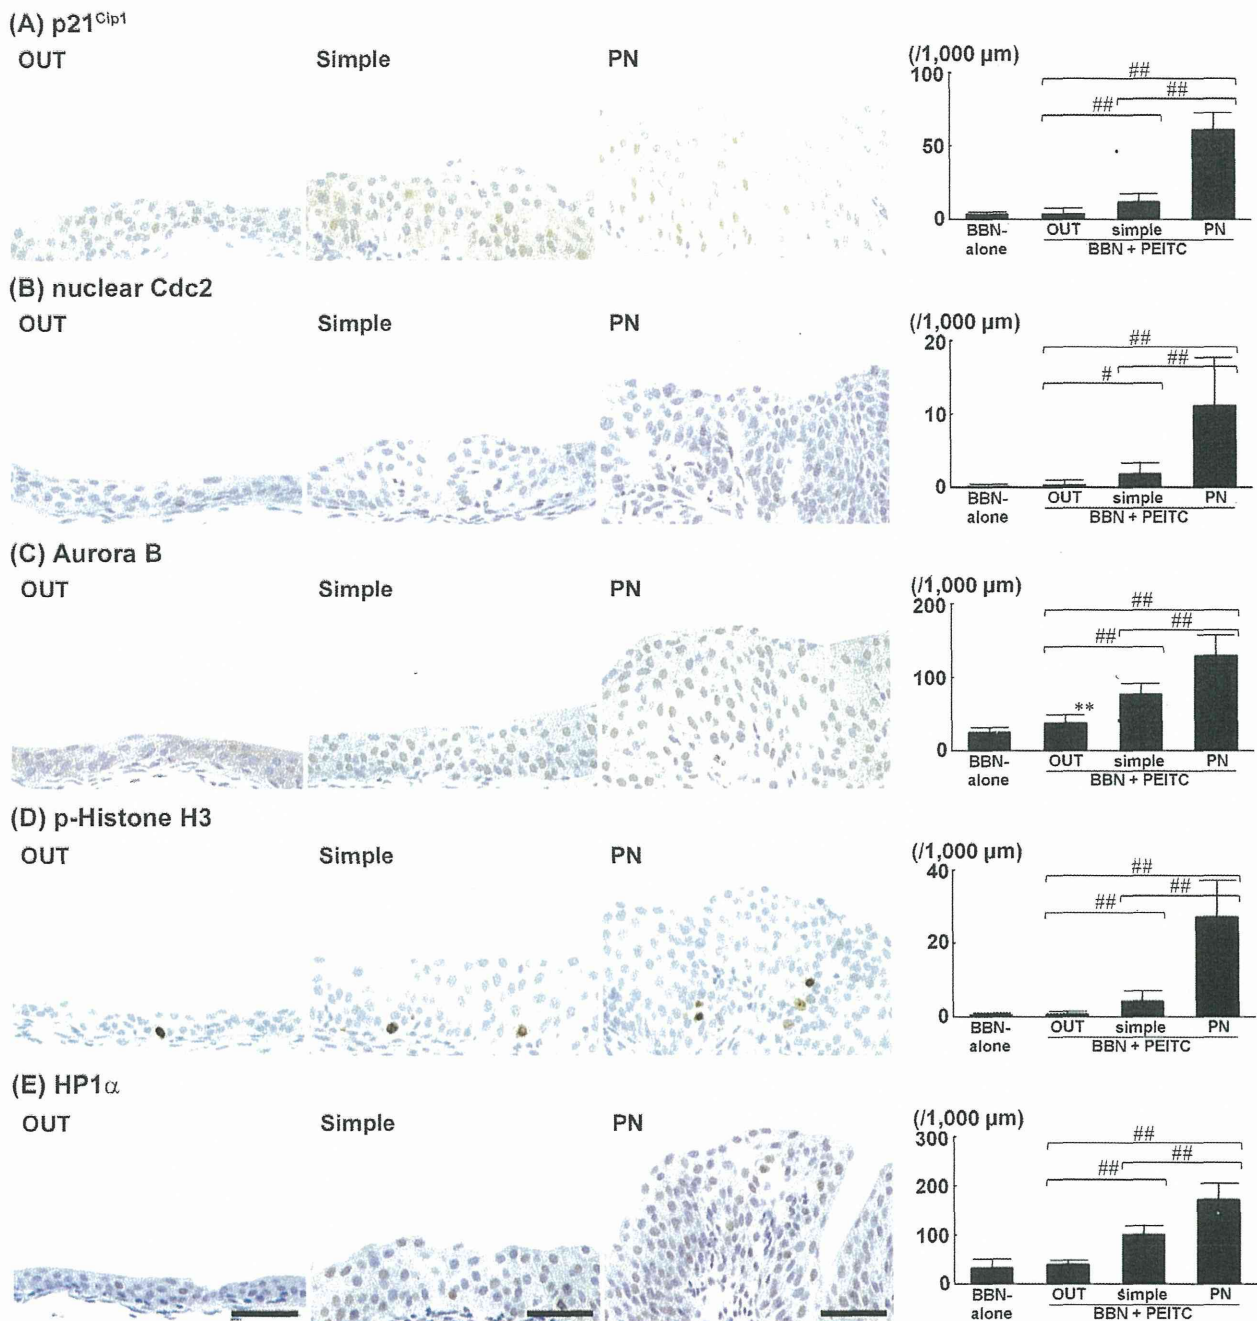 (A) p21Cip1
OUT
Simple
PN
(/1,000 µm)
100
50
0
##
##
##
BBN-alone
OUT
simple
PN
BBN + PEITC
(B) nuclear Cdc2
OUT
Simple
PN
(/1,000 µm)
20
10
0
##
##
#
BBN-alone
OUT
simple
PN
BBN + PEITC
(C) Aurora B
OUT
Simple
PN
(/1,000 µm)
200
100
0
##
##
##
**
BBN-alone
OUT
simple
PN
BBN + PEITC
(D) p-Histone H3
OUT
Simple
PN
(/1,000 µm)
40
20
0
##
##
##
BBN-alone
OUT
simple
PN
BBN + PEITC
(E) HP1α
OUT
Simple
PN
(/1,000 µm)
300
200
100
0
##
##
##
BBN-alone
OUT
simple
PN
BBN + PEITC